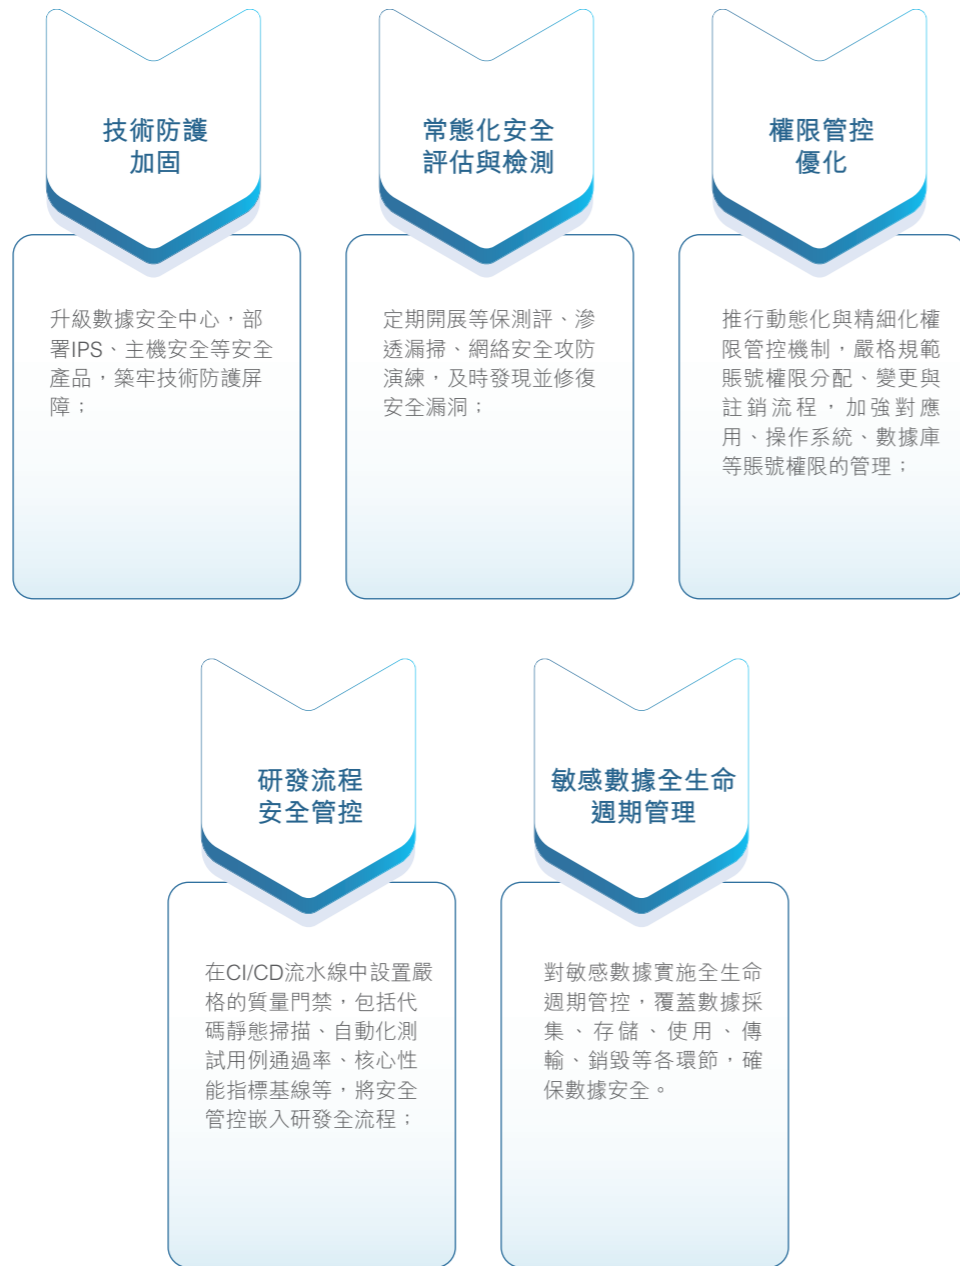 技術防護
加固
升級數據安全中心，部
署IPS、主機安全等安全
產品，築牢技術防護屏
障；
常態化安全
評估與檢測
定期開展等保測評、滲
透漏掃、網絡安全攻防
演練，及時發現並修復
安全漏洞；
權限管控
優化
推行動態化與精細化權
限管控機制，嚴格規範
賬號權限分配、變更與
註銷流程，加強對應
用、操作系統、數據庫
等賬號權限的管理；
研發流程
安全管控
在CI/CD流水線中設置嚴
格的質量門禁，包括代
碼靜態掃描、自動化測
試用例通過率、核心性
能指標基線等，將安全
管控嵌入研發全流程；
敏感數據全生命
週期管理
對敏感數據實施全生命
週期管控，覆蓋數據採
集、存儲、使用、傳
輸、銷毀等各環節，確
保數據安全。